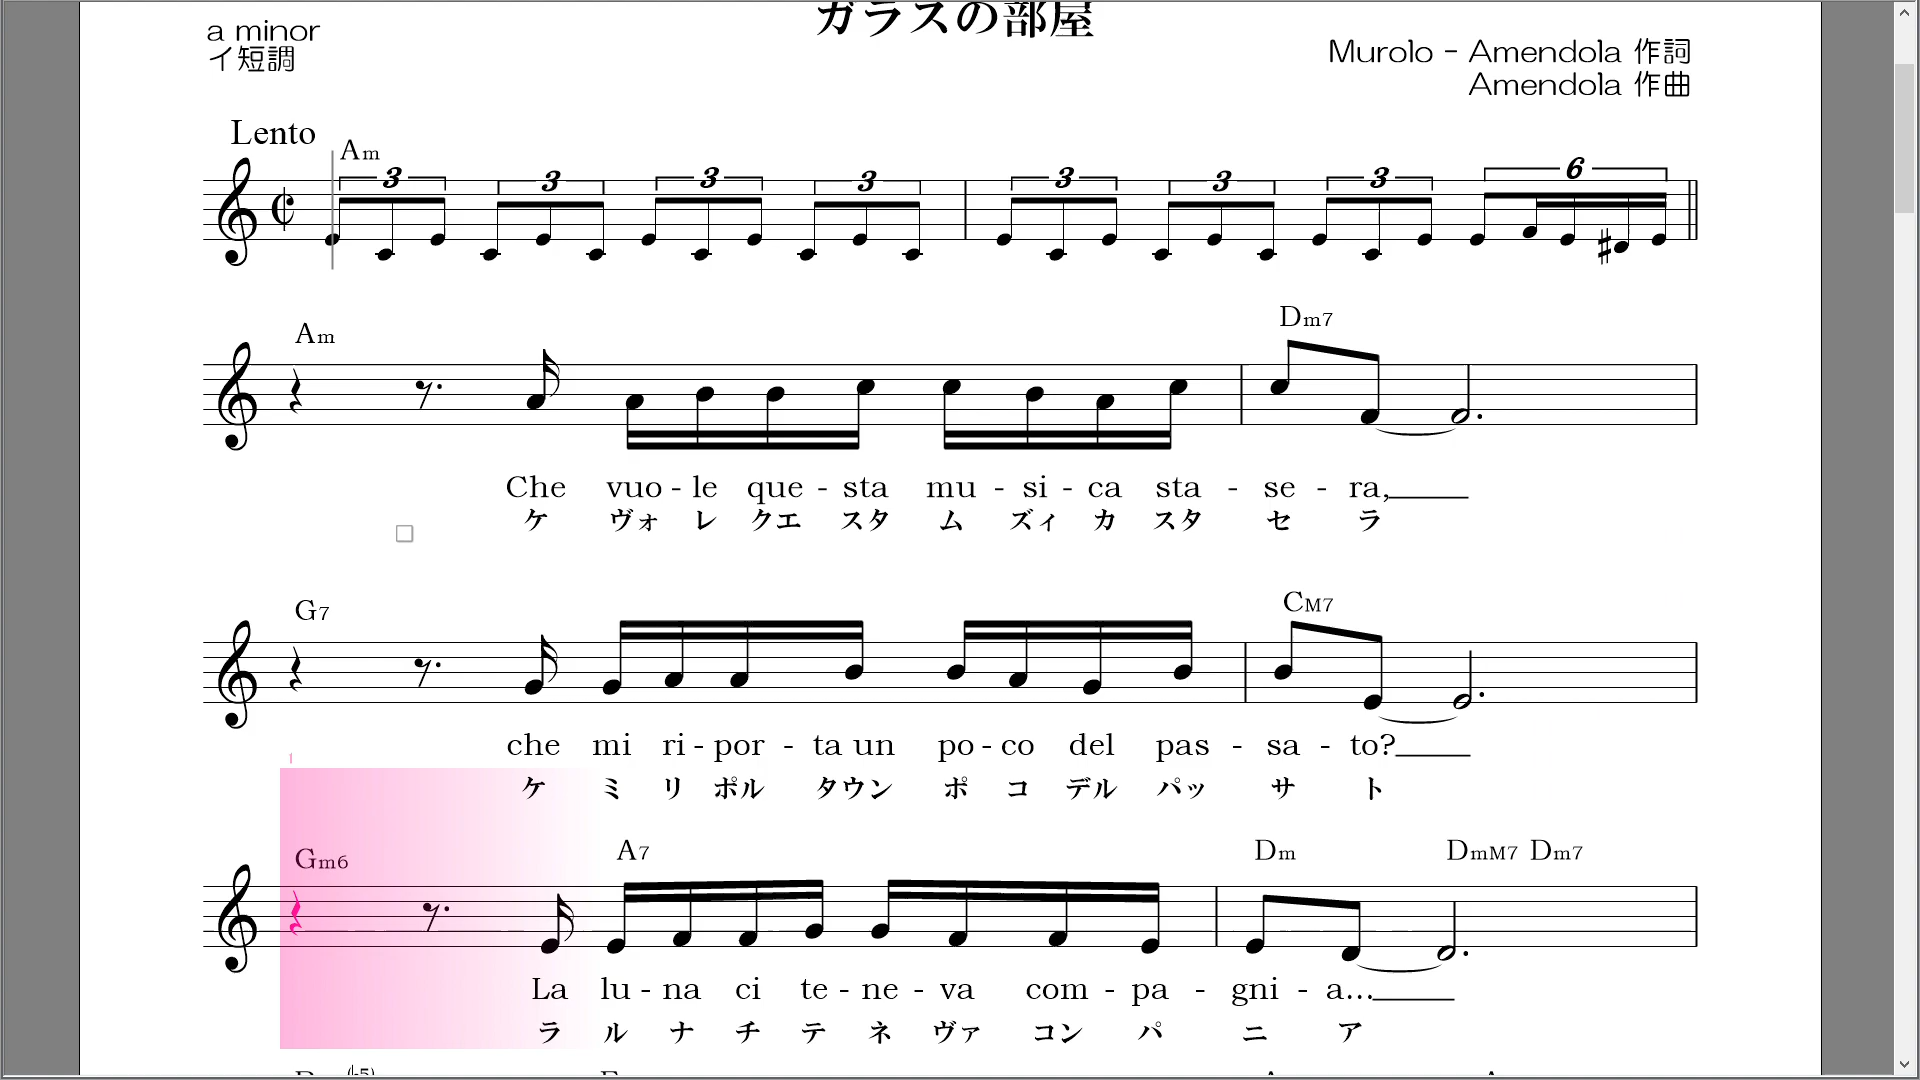 ガラスの部屋
a minor
イ短調
Murolo - Amendola 作詞
Amendola 作曲
Lento
Am
3 3 3 3 3 3 3 6
Am Dm7
Che vuo - le que - sta mu - si - ca sta - se - ra,
ケ ヴォ レ クエ スタ ム ズィ カ スタ セ ラ
G7 CM7
che mi ri - por - ta un po - co del pas - sa - to?
ケ ミ リ ポル タウン ポ コ デル パッ サ ト
Gm6 A7 Dm DmM7 Dm7
La lu - na ci te - ne - va com - pa - gni - a...
ラ ル ナ チ テ ネ ヴァ コン パ ニ ア